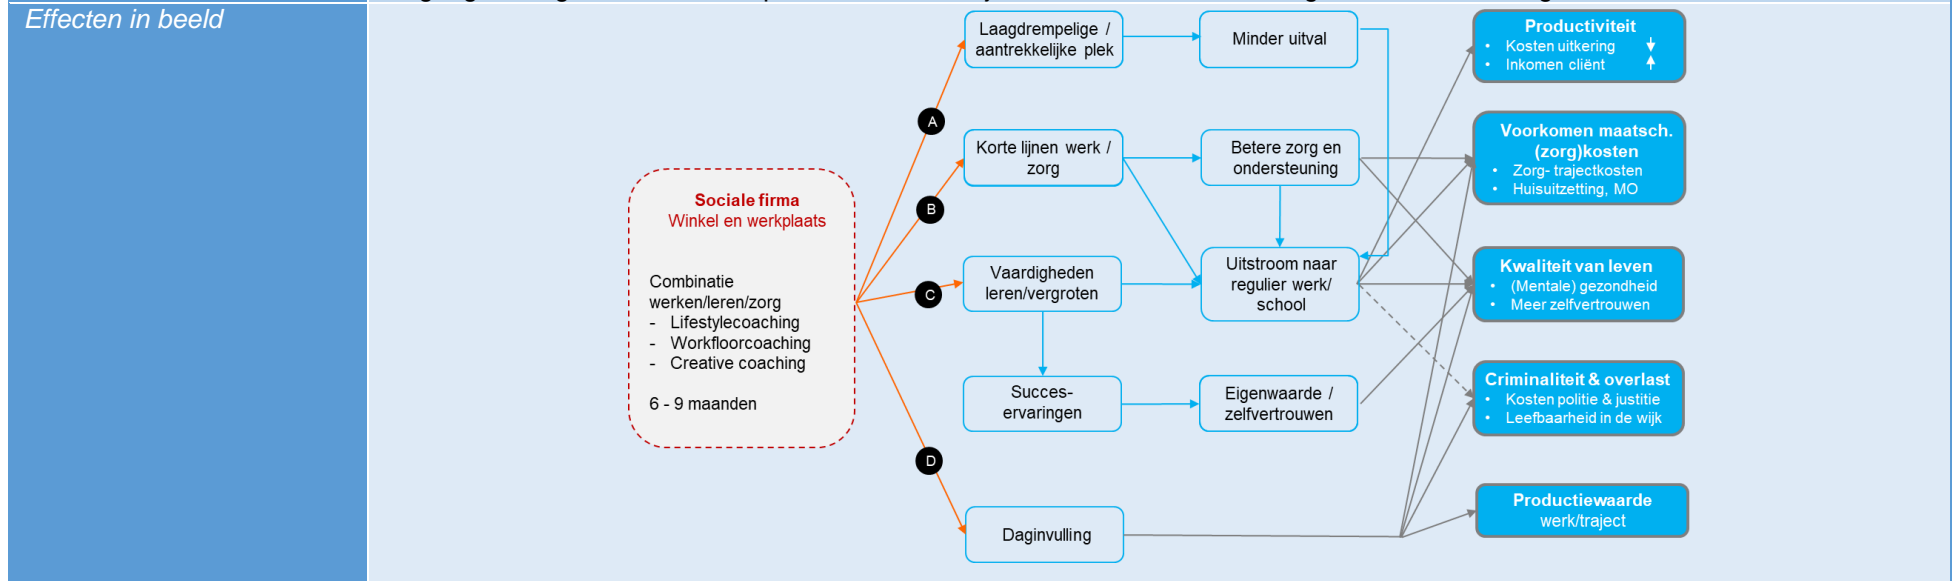 Effecten in beeld
Sociale firma
Winkel en werkplaats
Combinatie
werken/leren/zorg
- Lifestylecoaching
- Workfloorcoaching
- Creative coaching
6 - 9 maanden
A
B
C
D
Laagdrempelige /
aantrekkelijke plek
Korte lijnen werk /
zorg
Vaardigheden
leren/vergroten
Succes-
ervaringen
Daginvulling
Minder uitval
Betere zorg en
ondersteuning
Uitstroom naar
regulier werk/
school
Eigenwaarde /
zelfvertrouwen
Productiviteit
• Kosten uitkering
• Inkomen cliënt
Voorkomen maatsch.
(zorg)kosten
• Zorg- trajectkosten
• Huisuitzetting, MO
Kwaliteit van leven
• (Mentale) gezondheid
• Meer zelfvertrouwen
Criminaliteit & overlast
• Kosten politie & justitie
• Leefbaarheid in de wijk
Productiewaarde
werk/traject